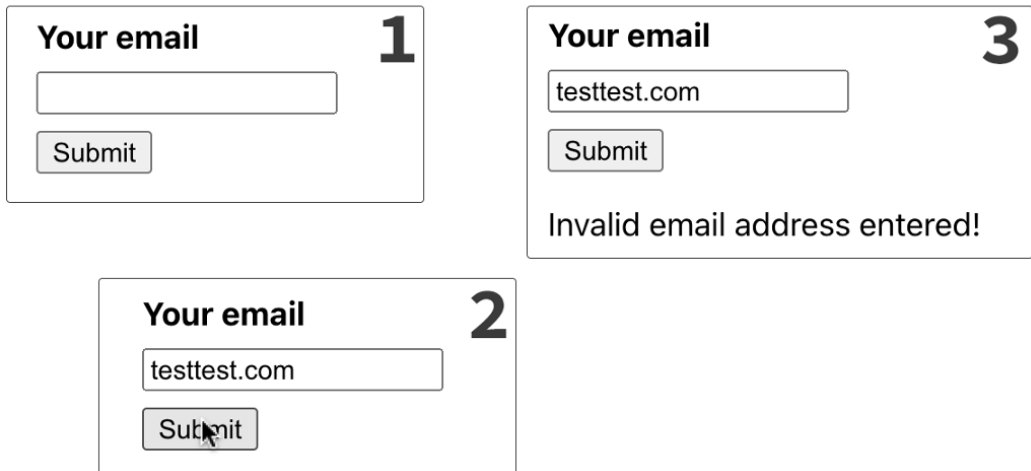 Your email
1
Submit
Your email
2
testtest.com
Submit
Your email
3
testtest.com
Submit
Invalid email address entered!